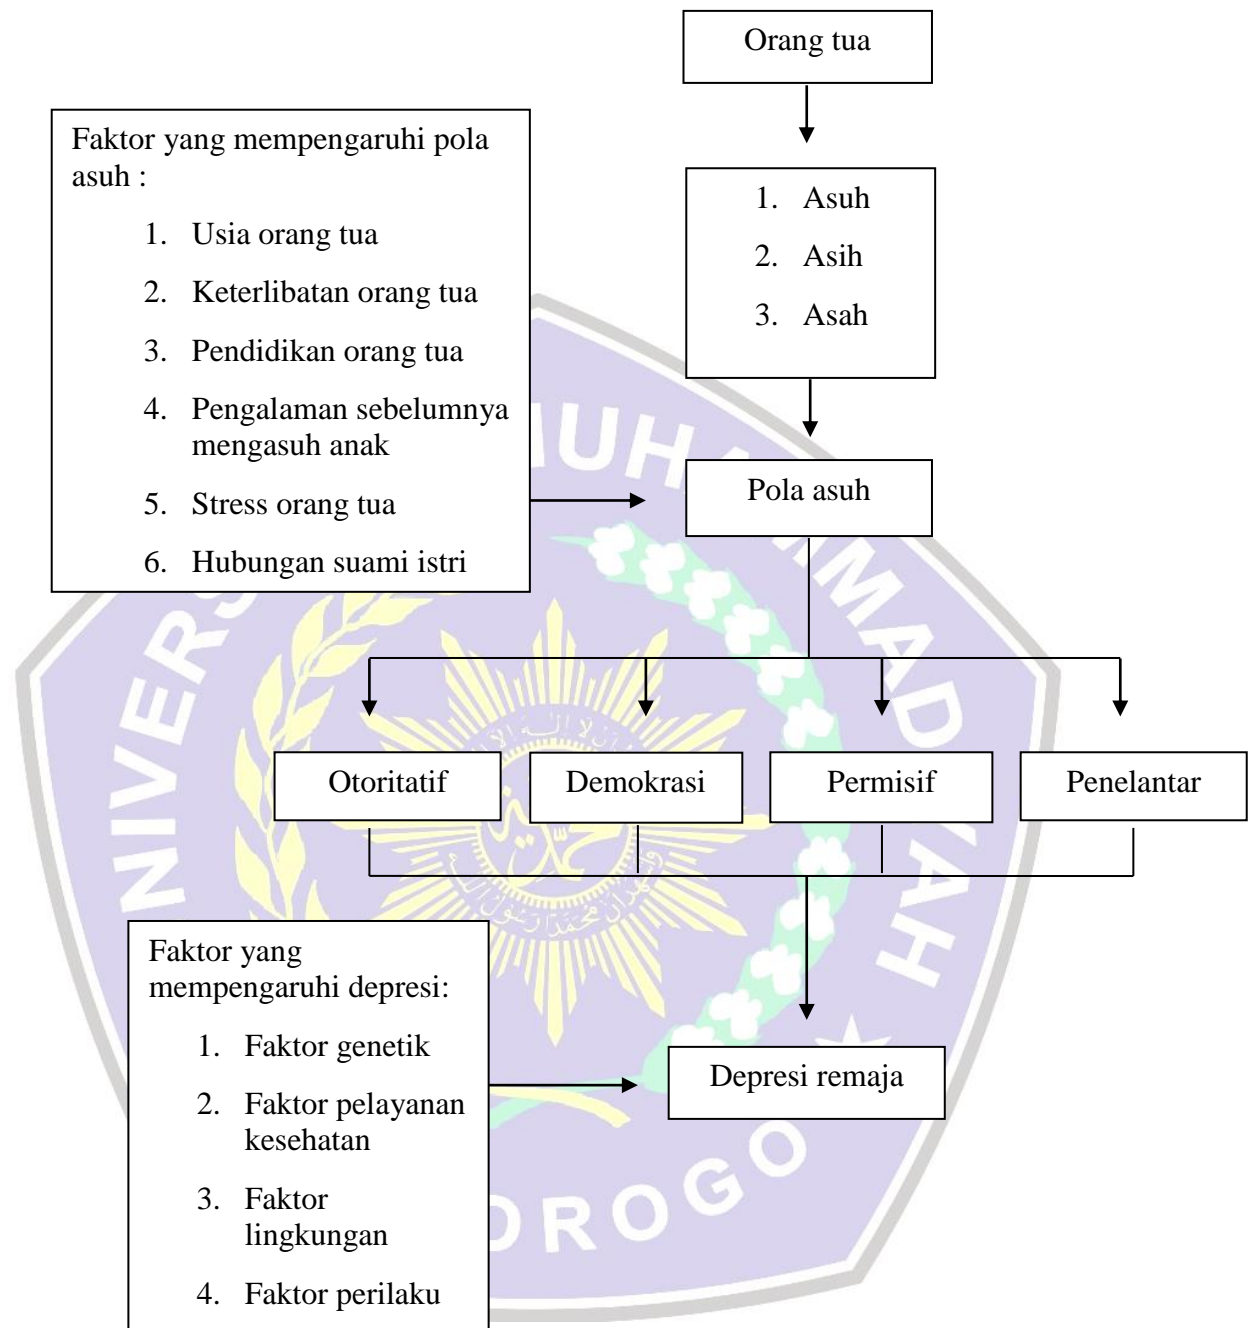 Orang tua
Faktor yang mempengaruhi pola
asuh :
1. Usia orang tua
2. Keterlibatan orang tua
3. Pendidikan orang tua
4. Pengalaman sebelumnya
mengasuh anak
5. Stress orang tua
6. Hubungan suami istri
1. Asuh
2. Asih
3. Asah
Pola asuh
Otoritatif
Demokrasi
Permisif
Penelantar
Faktor yang
mempengaruhi depresi:
1. Faktor genetik
2. Faktor pelayanan
kesehatan
3. Faktor
lingkungan
4. Faktor perilaku
Depresi remaja
NIVERS
MUHAMMADIYAH
OROGO